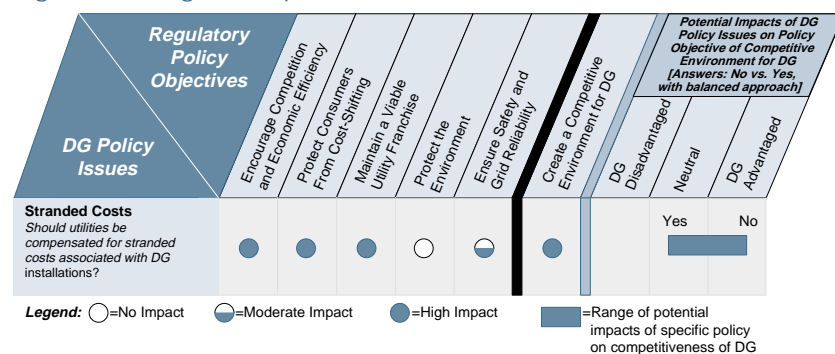 Regulatory
Policy
Objectives
DG Policy
Issues
Encourage Competition
and Economic Efficiency
Protect Consumers
From Cost-Shifting
Maintain a Viable
Utility Franchise
Protect the
Environment
Ensure Safety and
Grid Reliability
Create a Competitive
Environment for DG
Potential Impacts of DG
Policy Issues on Policy
Objective of Competitive
Environment for DG
[Answers: No vs. Yes,
with balanced approach]
DG
Disadvantaged
Neutral
DG
Advantaged
Stranded Costs
Should utilities be
compensated for stranded
costs associated with DG
installations?
Yes No
Legend: =No Impact =Moderate Impact =High Impact =Range of potential
impacts of specific policy
on competitiveness of DG